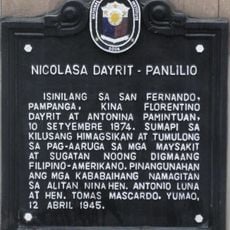 NICOLASA DAYRIT - PANLILIO
ISINILANG SA SAN FERNANDO,
PAMPANGA, KINA FLORENTINO
DAYRIT AT ANTONINA PAMINTUAN,
10 SETYEMBRE 1874. SUMAPI SA
KILUSANG HIMAGSIKAN AT TUMULONG
SA PAG-AARUGA SA MGA MAYSAKIT
AT SUGATAN NOONG DIGMAANG
FILIPINO-AMERIKANO. PINANGUNAHAN
ANG MGA KABABAIHANG NAMAGITAN
SA ALITAN NINA HEN. ANTONIO LUNA
AT HEN. TOMAS MASCARDO. YUMAO,
12 ABRIL 1945.